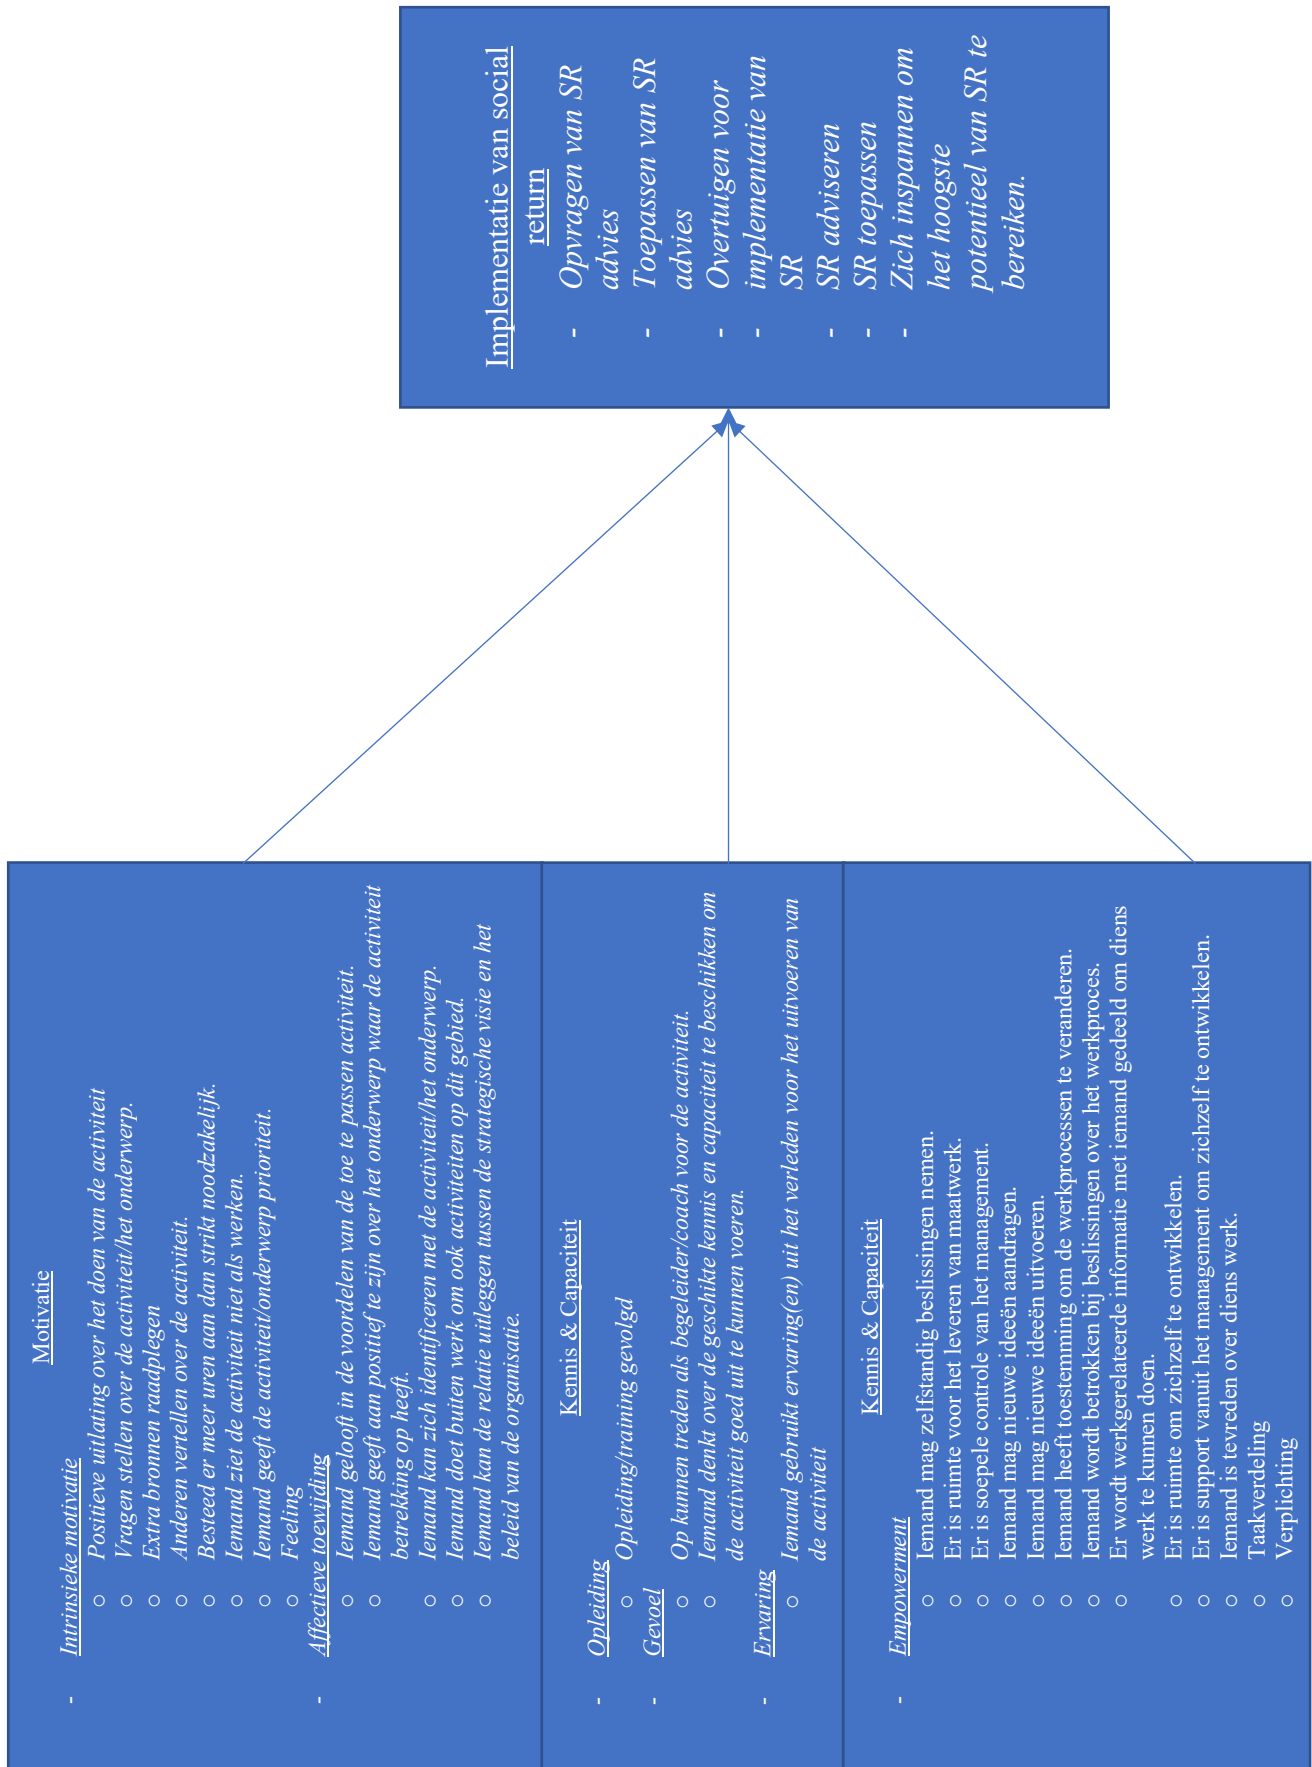 Motivatie
- Intrinsieke motivatie
○ Positieve uitlating over het doen van de activiteit
○ Vragen stellen over de activiteit/het onderwerp.
○ Extra bronnen raadplegen
○ Anderen vertellen over de activiteit.
○ Besteed er meer uren aan dan strikt noodzakelijk.
○ Iemand ziet de activiteit niet als werken.
○ Iemand geeft de activiteit/onderwerp prioriteit.
○ Feeling
- Affectieve toewijding
○ Iemand gelooft in de voordelen van de toe te passen activiteit.
○ Iemand geeft aan positief te zijn over het onderwerp waar de activiteit
betrekking op heeft.
○ Iemand kan zich identificeren met de activiteit/het onderwerp.
○ Iemand doet buiten werk om ook activiteiten op dit gebied.
○ Iemand kan de relatie uitleggen tussen de strategische visie en het
beleid van de organisatie.
Kennis & Capaciteit
- Opleiding
○ Opleiding/training gevolgd
- Gevoel
○ Op kunnen treden als begeleider/coach voor de activiteit.
○ Iemand denkt over de geschikte kennis en capaciteit te beschikken om
de activiteit goed uit te kunnen voeren.
- Ervaring
○ Iemand gebruikt ervaring(en) uit het verleden voor het uitvoeren van
de activiteit
Kennis & Capaciteit
- Empowerment
○ Iemand mag zelfstandig beslissingen nemen.
○ Er is ruimte voor het leveren van maatwerk.
○ Er is soepele controle van het management.
○ Iemand mag nieuwe ideeën aandragen.
○ Iemand mag nieuwe ideeën uitvoeren.
○ Iemand heeft toestemming om de werkprocessen te veranderen.
○ Iemand wordt betrokken bij beslissingen over het werkproces.
○ Er wordt werkgerelateerde informatie met iemand gedeeld om diens
werk te kunnen doen.
○ Er is ruimte om zichzelf te ontwikkelen.
○ Er is support vanuit het management om zichzelf te ontwikkelen.
○ Iemand is tevreden over diens werk.
○ Taakverdeling
○ Verplichting
Implementatie van social
return
- Opvragen van SR
advies
- Toepassen van SR
advies
- Overtuigen voor
- implementatie van
SR
- SR adviseren
- SR toepassen
- Zich inspannen om
het hoogste
potentieel van SR te
bereiken.